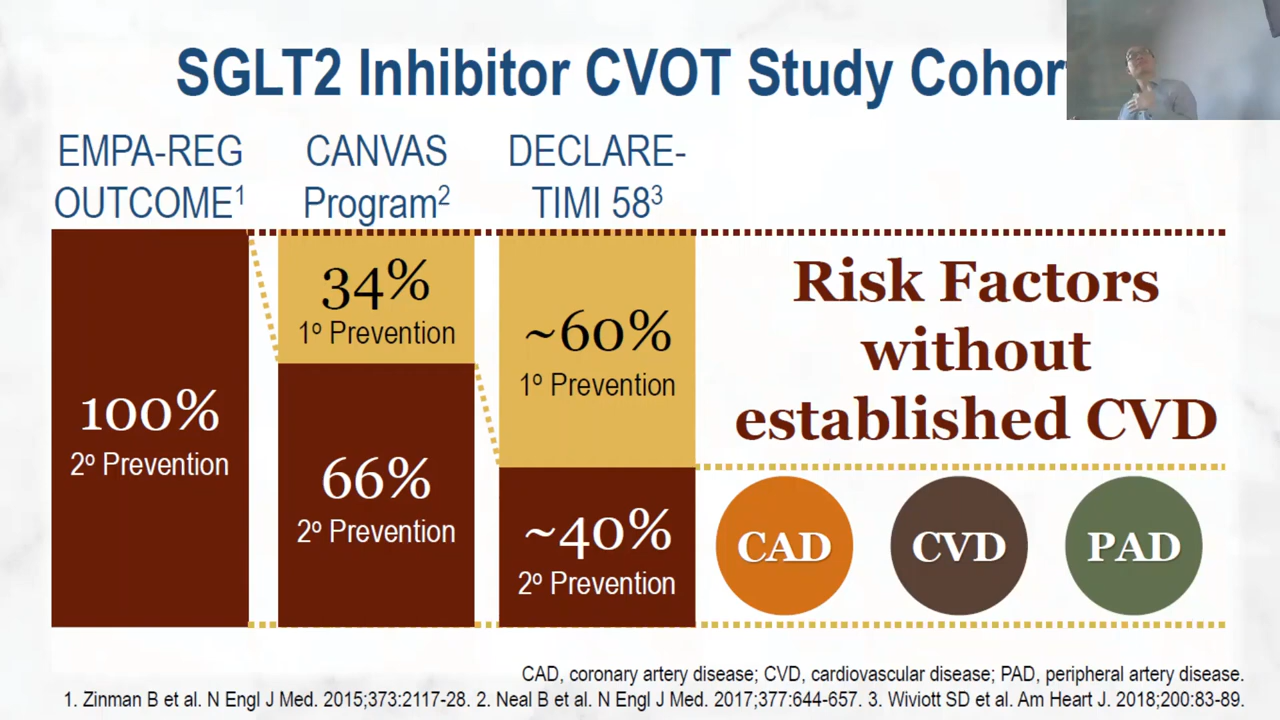 SGLT2 Inhibitor CVOT Study Cohor
EMPA-REG
OUTCOME1
CANVAS
Program2
DECLARE-
TIMI 583
100%
2º Prevention
34%
1º Prevention
66%
2º Prevention
~60%
1º Prevention
~40%
2º Prevention
Risk Factors
without
established CVD
CAD
CVD
PAD
CAD, coronary artery disease; CVD, cardiovascular disease; PAD, peripheral artery disease.
1. Zinman B et al. N Engl J Med. 2015;373:2117-28. 2. Neal B et al. N Engl J Med. 2017;377:644-657. 3. Wiviott SD et al. Am Heart J. 2018;200:83-89.